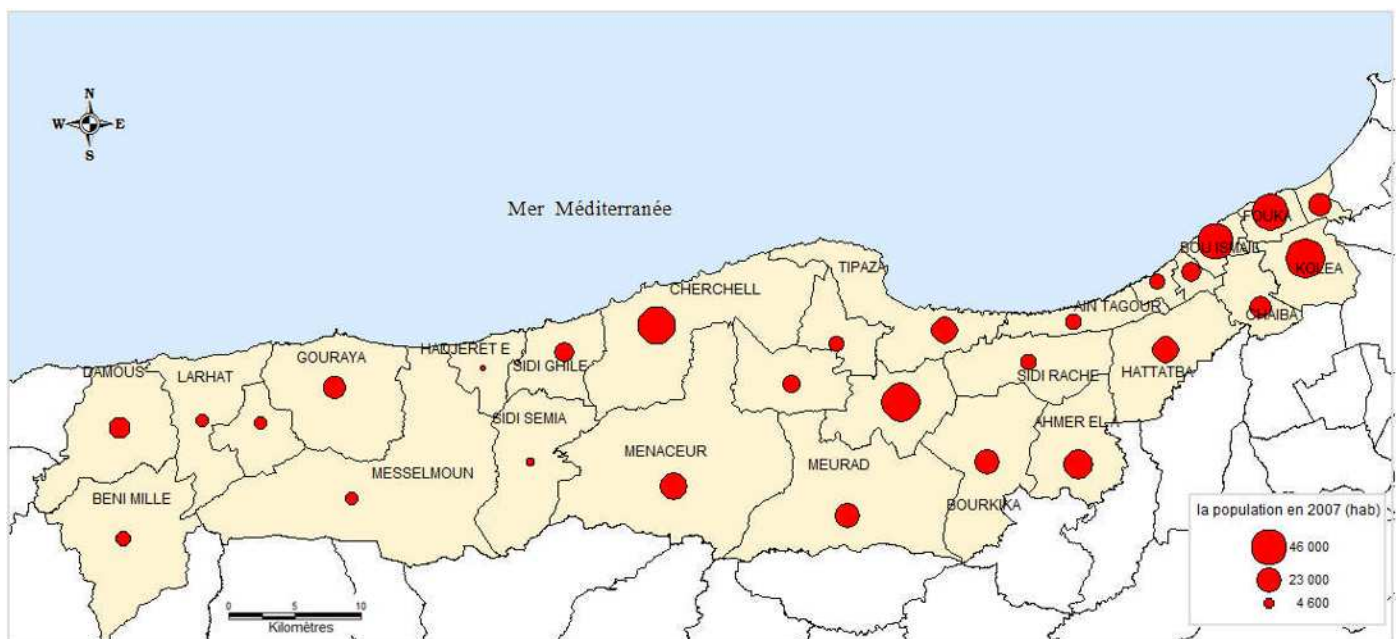 N
W E
S
Mer Méditerranée
FOUKA
BOU ISMAIL
KOLEA
TIPAZA
CHERCHELL
AIN TAGOUR
CHAIBA
HADJERET E
GOURAYA
SIDI GHILE
DAMOUS
LARHAT
SIDI RACHE
HATTATBA
SIDI SEMIA
AHMER EL A
MENACEUR
MEURAD
MESSELMOUN
BENI MILLE
BOURKIKA
la population en 2007 (hab)
46 000
23 000
4 600
0 5 10
Kilomètres